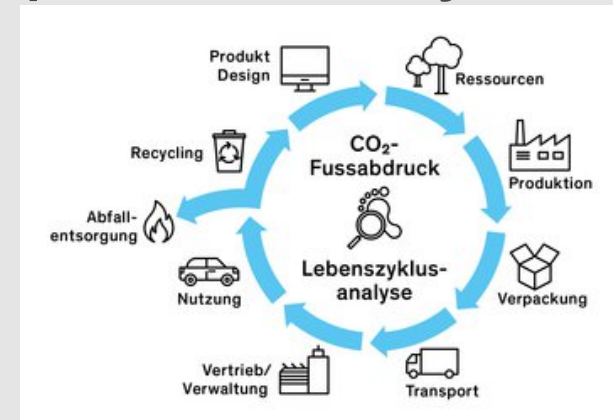 Produkt
Design
Ressourcen
Produktion
Verpackung
Transport
Vertrieb/
Verwaltung
Nutzung
Abfall-
entsorgung
Recycling
CO₂-
Fussabdruck
Lebenszyklus-
analyse